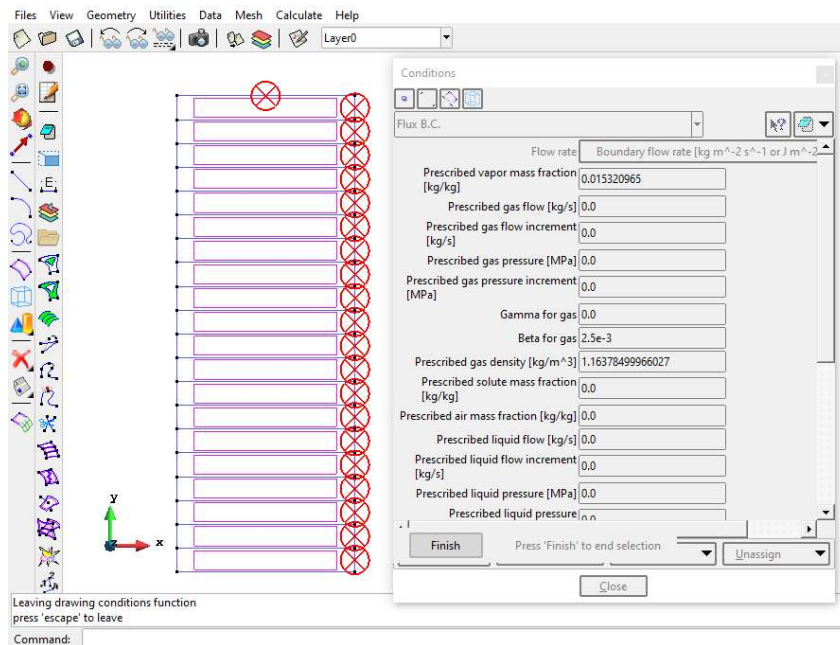 Files View Geometry Utilities Data Mesh Calculate Help
Layer0
Conditions
Flux B.C.
Flow rate Boundary flow rate [kg m^-2 s^-1 or J m^-2
Prescribed vapor mass fraction
[kg/kg] 0.015320965
Prescribed gas flow [kg/s] 0.0
Prescribed gas flow increment
[kg/s] 0.0
Prescribed gas pressure [MPa] 0.0
Prescribed gas pressure increment
[MPa] 0.0
Gamma for gas 0.0
Beta for gas 2.5e-3
Prescribed gas density [kg/m^3] 1.16378499966027
Prescribed solute mass fraction
[kg/kg] 0.0
Prescribed air mass fraction [kg/kg] 0.0
Prescribed liquid flow [kg/s] 0.0
Prescribed liquid flow increment
[kg/s] 0.0
Prescribed liquid pressure [MPa] 0.0
Prescribed liquid pressure 0.0
Finish Press 'Finish' to end selection Unassign
Close
y
x
Leaving drawing conditions function
press 'escape' to leave
Command: